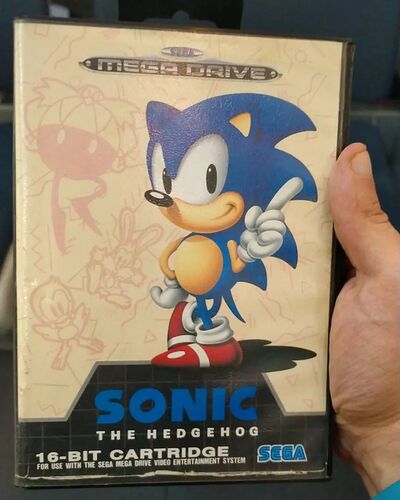 SEGA
MEGA DRIVE
SONIC
THE HEDGEHOG
16-BIT CARTRIDGE
FOR USE WITH THE SEGA MEGA DRIVE VIDEO ENTERTAINMENT SYSTEM
SEGA